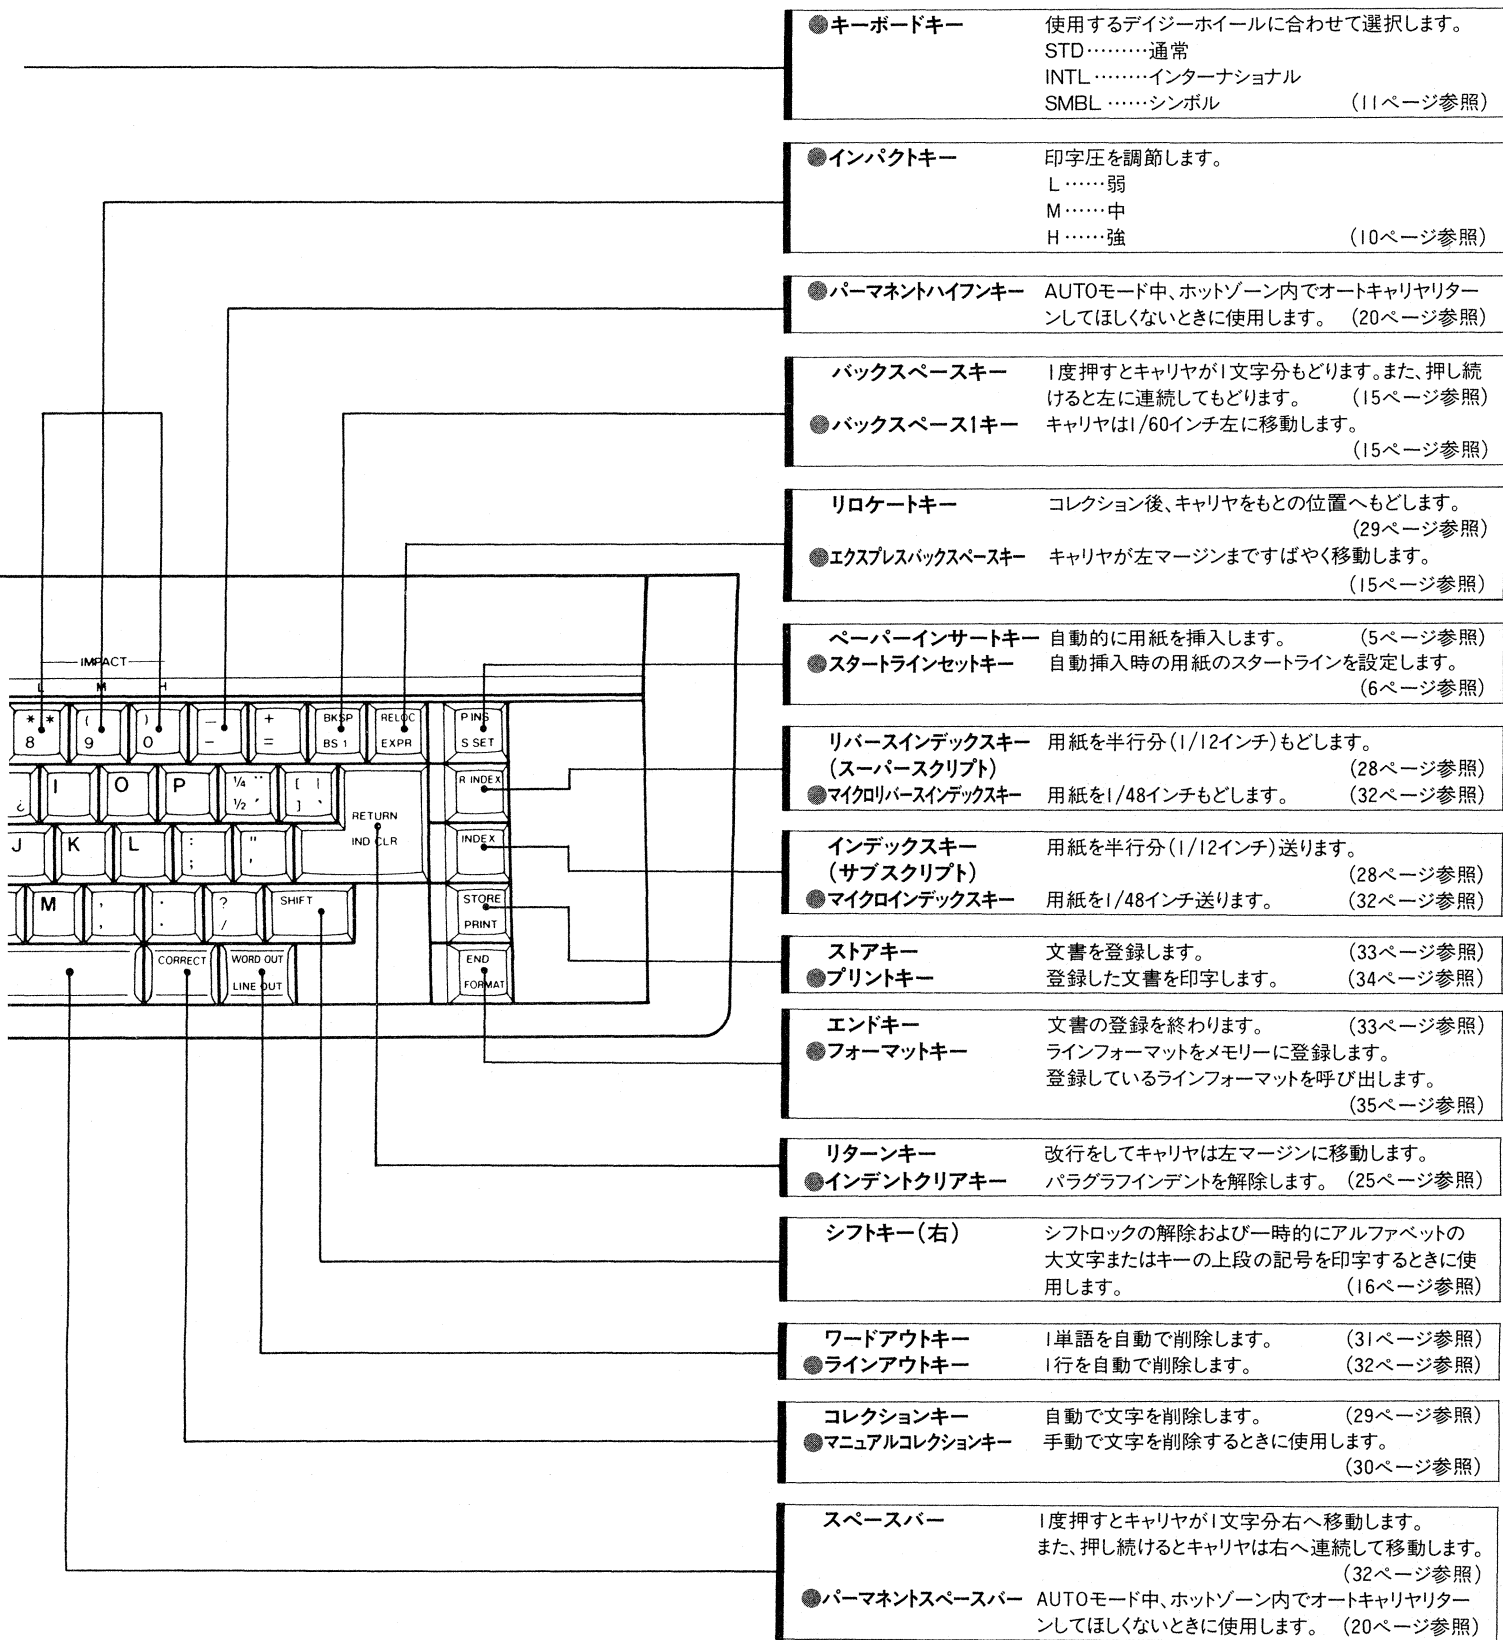 ●キーボードキー 使用するデイジーホイールに合わせて選択します。
STD………通常
INTL………インターナショナル
SMBL……シンボル (11ページ参照)
●インパクトキー 印字圧を調節します。
L……弱
M……中
H……強 (10ページ参照)
●パーマネントハイフンキー AUTOモード中、ホットゾーン内でオートキャリヤリター
ンしてほしくないときに使用します。 (20ページ参照)
バックスペースキー 1度押すとキャリヤが1文字分もどります。また、押し続
けると左に連続してもどります。 (15ページ参照)
●バックスペース1キー キャリヤは1/60インチ左に移動します。
(15ページ参照)
リロケートキー コレクション後、キャリヤをもとの位置へもどします。
(29ページ参照)
●エクスプレスバックスペースキー キャリヤが左マージンまですばやく移動します。
(15ページ参照)
ペーパーインサートキー 自動的に用紙を挿入します。 (5ページ参照)
●スタートラインセットキー 自動挿入時の用紙のスタートラインを設定します。
(6ページ参照)
リバースインデックスキー 用紙を半行分(1/12インチ)もどします。
(スーパースクリプト) (28ページ参照)
●マイクロリバースインデックスキー 用紙を1/48インチもどします。 (32ページ参照)
インデックスキー 用紙を半行分(1/12インチ)送ります。
(サブスクリプト) (28ページ参照)
●マイクロインデックスキー 用紙を1/48インチ送ります。 (32ページ参照)
ストアキー 文書を登録します。 (33ページ参照)
●プリントキー 登録した文書を印字します。 (34ページ参照)
エンドキー 文書の登録を終わります。 (33ページ参照)
●フォーマットキー ラインフォーマットをメモリーに登録します。
登録しているラインフォーマットを呼び出します。
(35ページ参照)
リターンキー 改行をしてキャリヤは左マージンに移動します。
●インデントクリアキー パラグラフインデントを解除します。 (25ページ参照)
シフトキー(右) シフトロックの解除および一時的にアルファベットの
大文字またはキーの上段の記号を印字するときに使
用します。 (16ページ参照)
ワードアウトキー 1単語を自動で削除します。 (31ページ参照)
●ラインアウトキー 1行を自動で削除します。 (32ページ参照)
コレクションキー 自動で文字を削除します。 (29ページ参照)
●マニュアルコレクションキー 手動で文字を削除するときに使用します。
(30ページ参照)
スペースバー 1度押すとキャリヤが1文字分右へ移動します。
また、押し続けるとキャリヤは右へ連続して移動します。
(32ページ参照)
●パーマネントスペースバー AUTOモード中、ホットゾーン内でオートキャリヤリター
ンしてほしくないときに使用します。 (20ページ参照)
IMPACT
L M H
* * ( ) _ + BKSP RELOC P INS
8 9 0 - = BS 1 EXPR S SET
¿ I O P ¼ ¨ [ | R INDEX
½ ´ ] `
RETURN
IND CLR
J K L : " INDEX
; '
M , . ? SHIFT STORE
, . / PRINT
CORRECT WORD OUT END
LINE OUT FORMAT